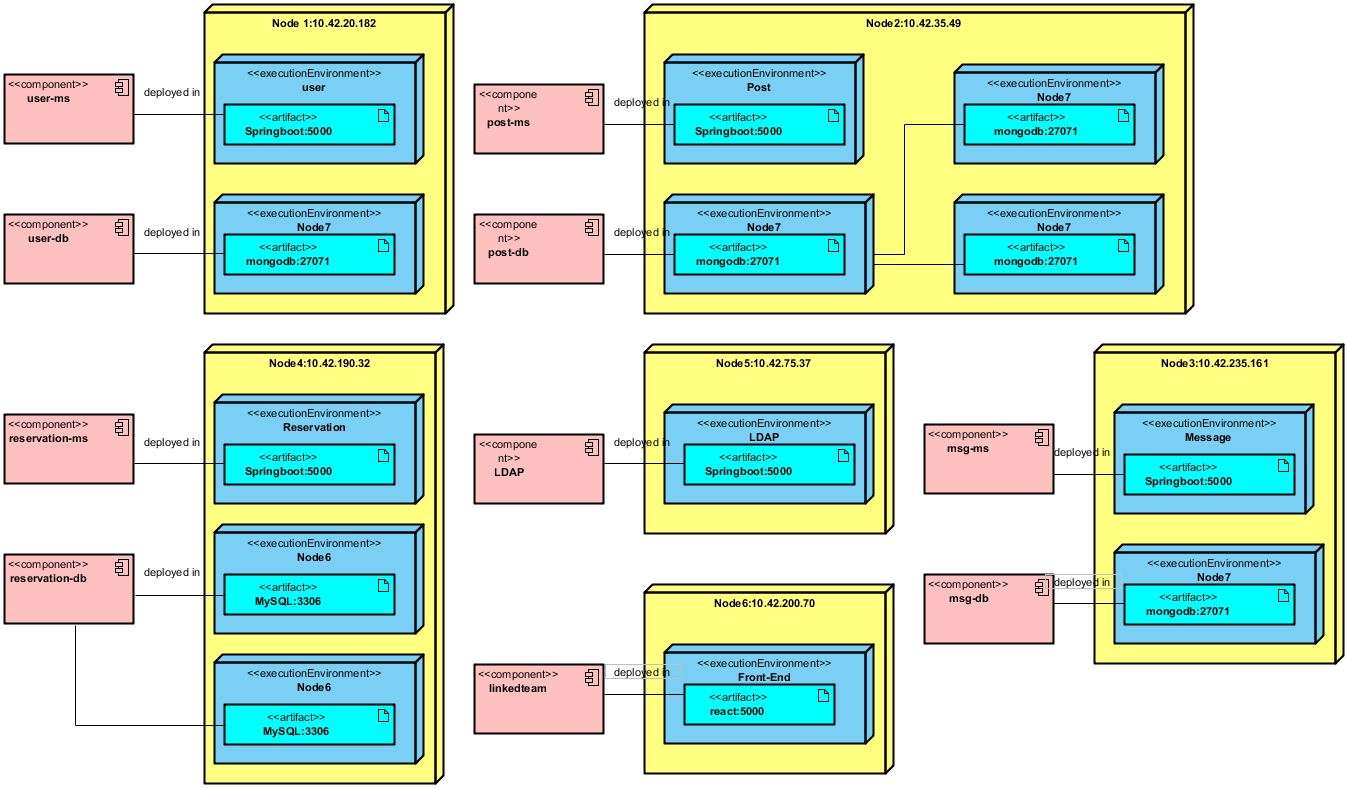 Node 1:10.42.20.182
<<component>>
user-ms
deployed in
<<executionEnvironment>>
user
<<artifact>>
Springboot:5000
<<component>>
user-db
deployed in
<<executionEnvironment>>
Node7
<<artifact>>
mongodb:27071
Node2:10.42.35.49
<<compone
nt>>
post-ms
deployed in
<<executionEnvironment>>
Post
<<artifact>>
Springboot:5000
<<executionEnvironment>>
Node7
<<artifact>>
mongodb:27071
<<compone
nt>>
post-db
deployed in
<<executionEnvironment>>
Node7
<<artifact>>
mongodb:27071
<<executionEnvironment>>
Node7
<<artifact>>
mongodb:27071
Node4:10.42.190.32
<<component>>
reservation-ms
deployed in
<<executionEnvironment>>
Reservation
<<artifact>>
Springboot:5000
<<component>>
reservation-db
deployed in
<<executionEnvironment>>
Node6
<<artifact>>
MySQL:3306
<<executionEnvironment>>
Node6
<<artifact>>
MySQL:3306
Node5:10.42.75.37
<<compone
nt>>
LDAP
deployed in
<<executionEnvironment>>
LDAP
<<artifact>>
Springboot:5000
Node6:10.42.200.70
<<component>>
linkedteam
deployed in
<<executionEnvironment>>
Front-End
<<artifact>>
react:5000
Node3:10.42.235.161
<<component>>
msg-ms
deployed in
<<executionEnvironment>>
Message
<<artifact>>
Springboot:5000
<<component>>
msg-db
deployed in
<<executionEnvironment>>
Node7
<<artifact>>
mongodb:27071